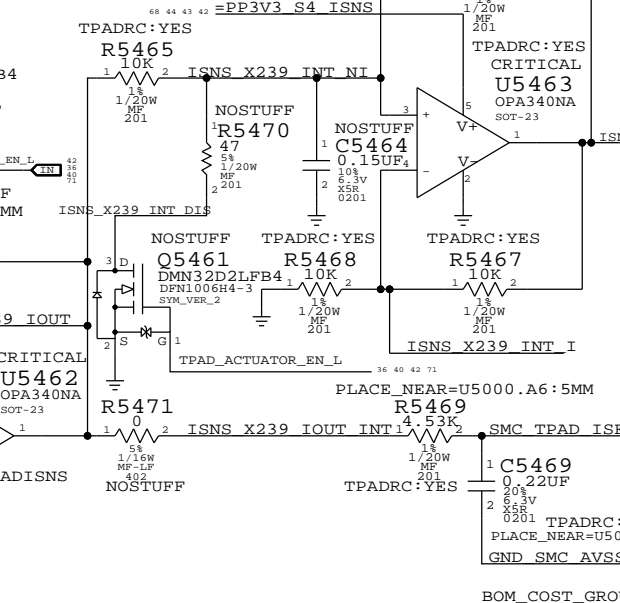 68 44 43 42 =PP3V3_S4_ISNS
1/20W
MF
201
TPADRC:YES
R5465
10K
1 2
1%
1/20W
MF
201
ISNS_X239_INT_NI
TPADRC:YES
CRITICAL
U5463
OPA340NA
SOT-23
B4
NOSTUFF
R5470
1
47
5%
1/20W
MF
201
2
NOSTUFF
C5464
1
0.15UF
10%
6.3V
X5R
0201
2
3
+
5
V+
1
4
-
V-
2
ISN
_EN_L
IN
42
36
40
71
F
MM
ISNS_X239_INT_DIS
NOSTUFF
Q5461
DMN32D2LFB4
DFN1006H4-3
SYM_VER_2
3 D
2 S G 1
TPADRC:YES
R5468
10K
1 2
1%
1/20W
MF
201
TPADRC:YES
R5467
10K
1 2
1%
1/20W
MF
201
9_IOUT
ISNS_X239_INT_I
CRITICAL
U5462
OPA340NA
SOT-23
1
TPAD_ACTUATOR_EN_L
36 40 42 71
PLACE_NEAR=U5000.A6:5MM
R5471
0
1 2
5%
1/16W
MF-LF
402
NOSTUFF
ISNS_X239_IOUT_INT
R5469
4.53K
1 2
1%
1/20W
MF
201
TPADRC:YES
SMC_TPAD_ISE
ADISNS
1
C5469
0.22UF
20%
6.3V
X5R
0201
2
TPADRC:
PLACE_NEAR=U50
GND_SMC_AVSS
BOM_COST_GRO